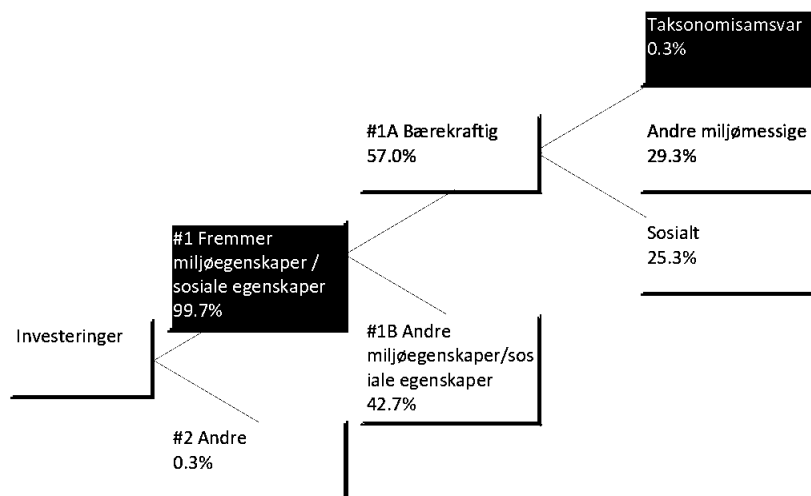 Investeringer
#1 Fremmer
miljøegenskaper /
sosiale egenskaper
99.7%
#2 Andre
0.3%
#1A Bærekraftig
57.0%
#1B Andre
miljøegenskaper/sos
iale egenskaper
42.7%
Taksonomisamsvar
0.3%
Andre miljømessige
29.3%
Sosialt
25.3%